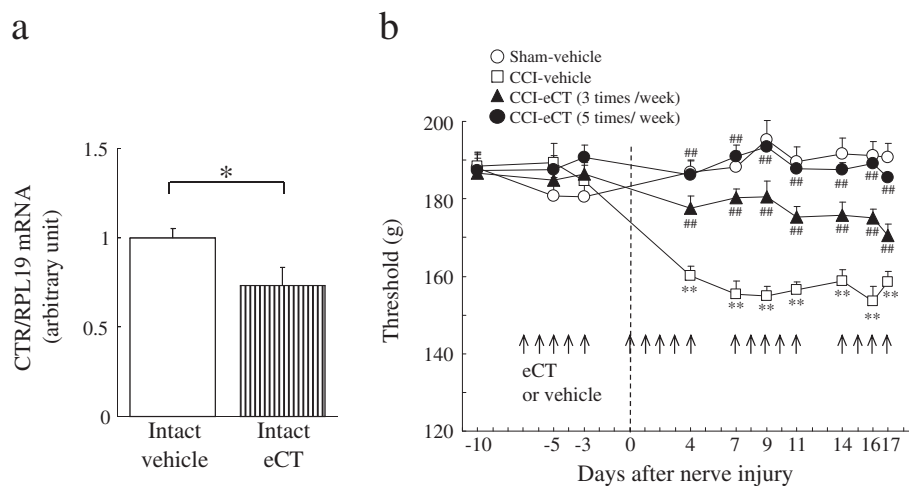 a
CTR/RPL19 mRNA
(arbitrary unit)
1.5
1
0.5
0
*
Intact
vehicle
Intact
eCT
b
Sham-vehicle
CCI-vehicle
CCI-eCT (3 times /week)
CCI-eCT (5 times/ week)
Threshold (g)
200
180
160
140
120
## ## ## ## ## ## ##
## ## ## ## ## ## ##
** ** ** ** ** ** **
eCT
or vehicle
-10 -5 -3 0 4 7 9 11 14 1617
Days after nerve injury